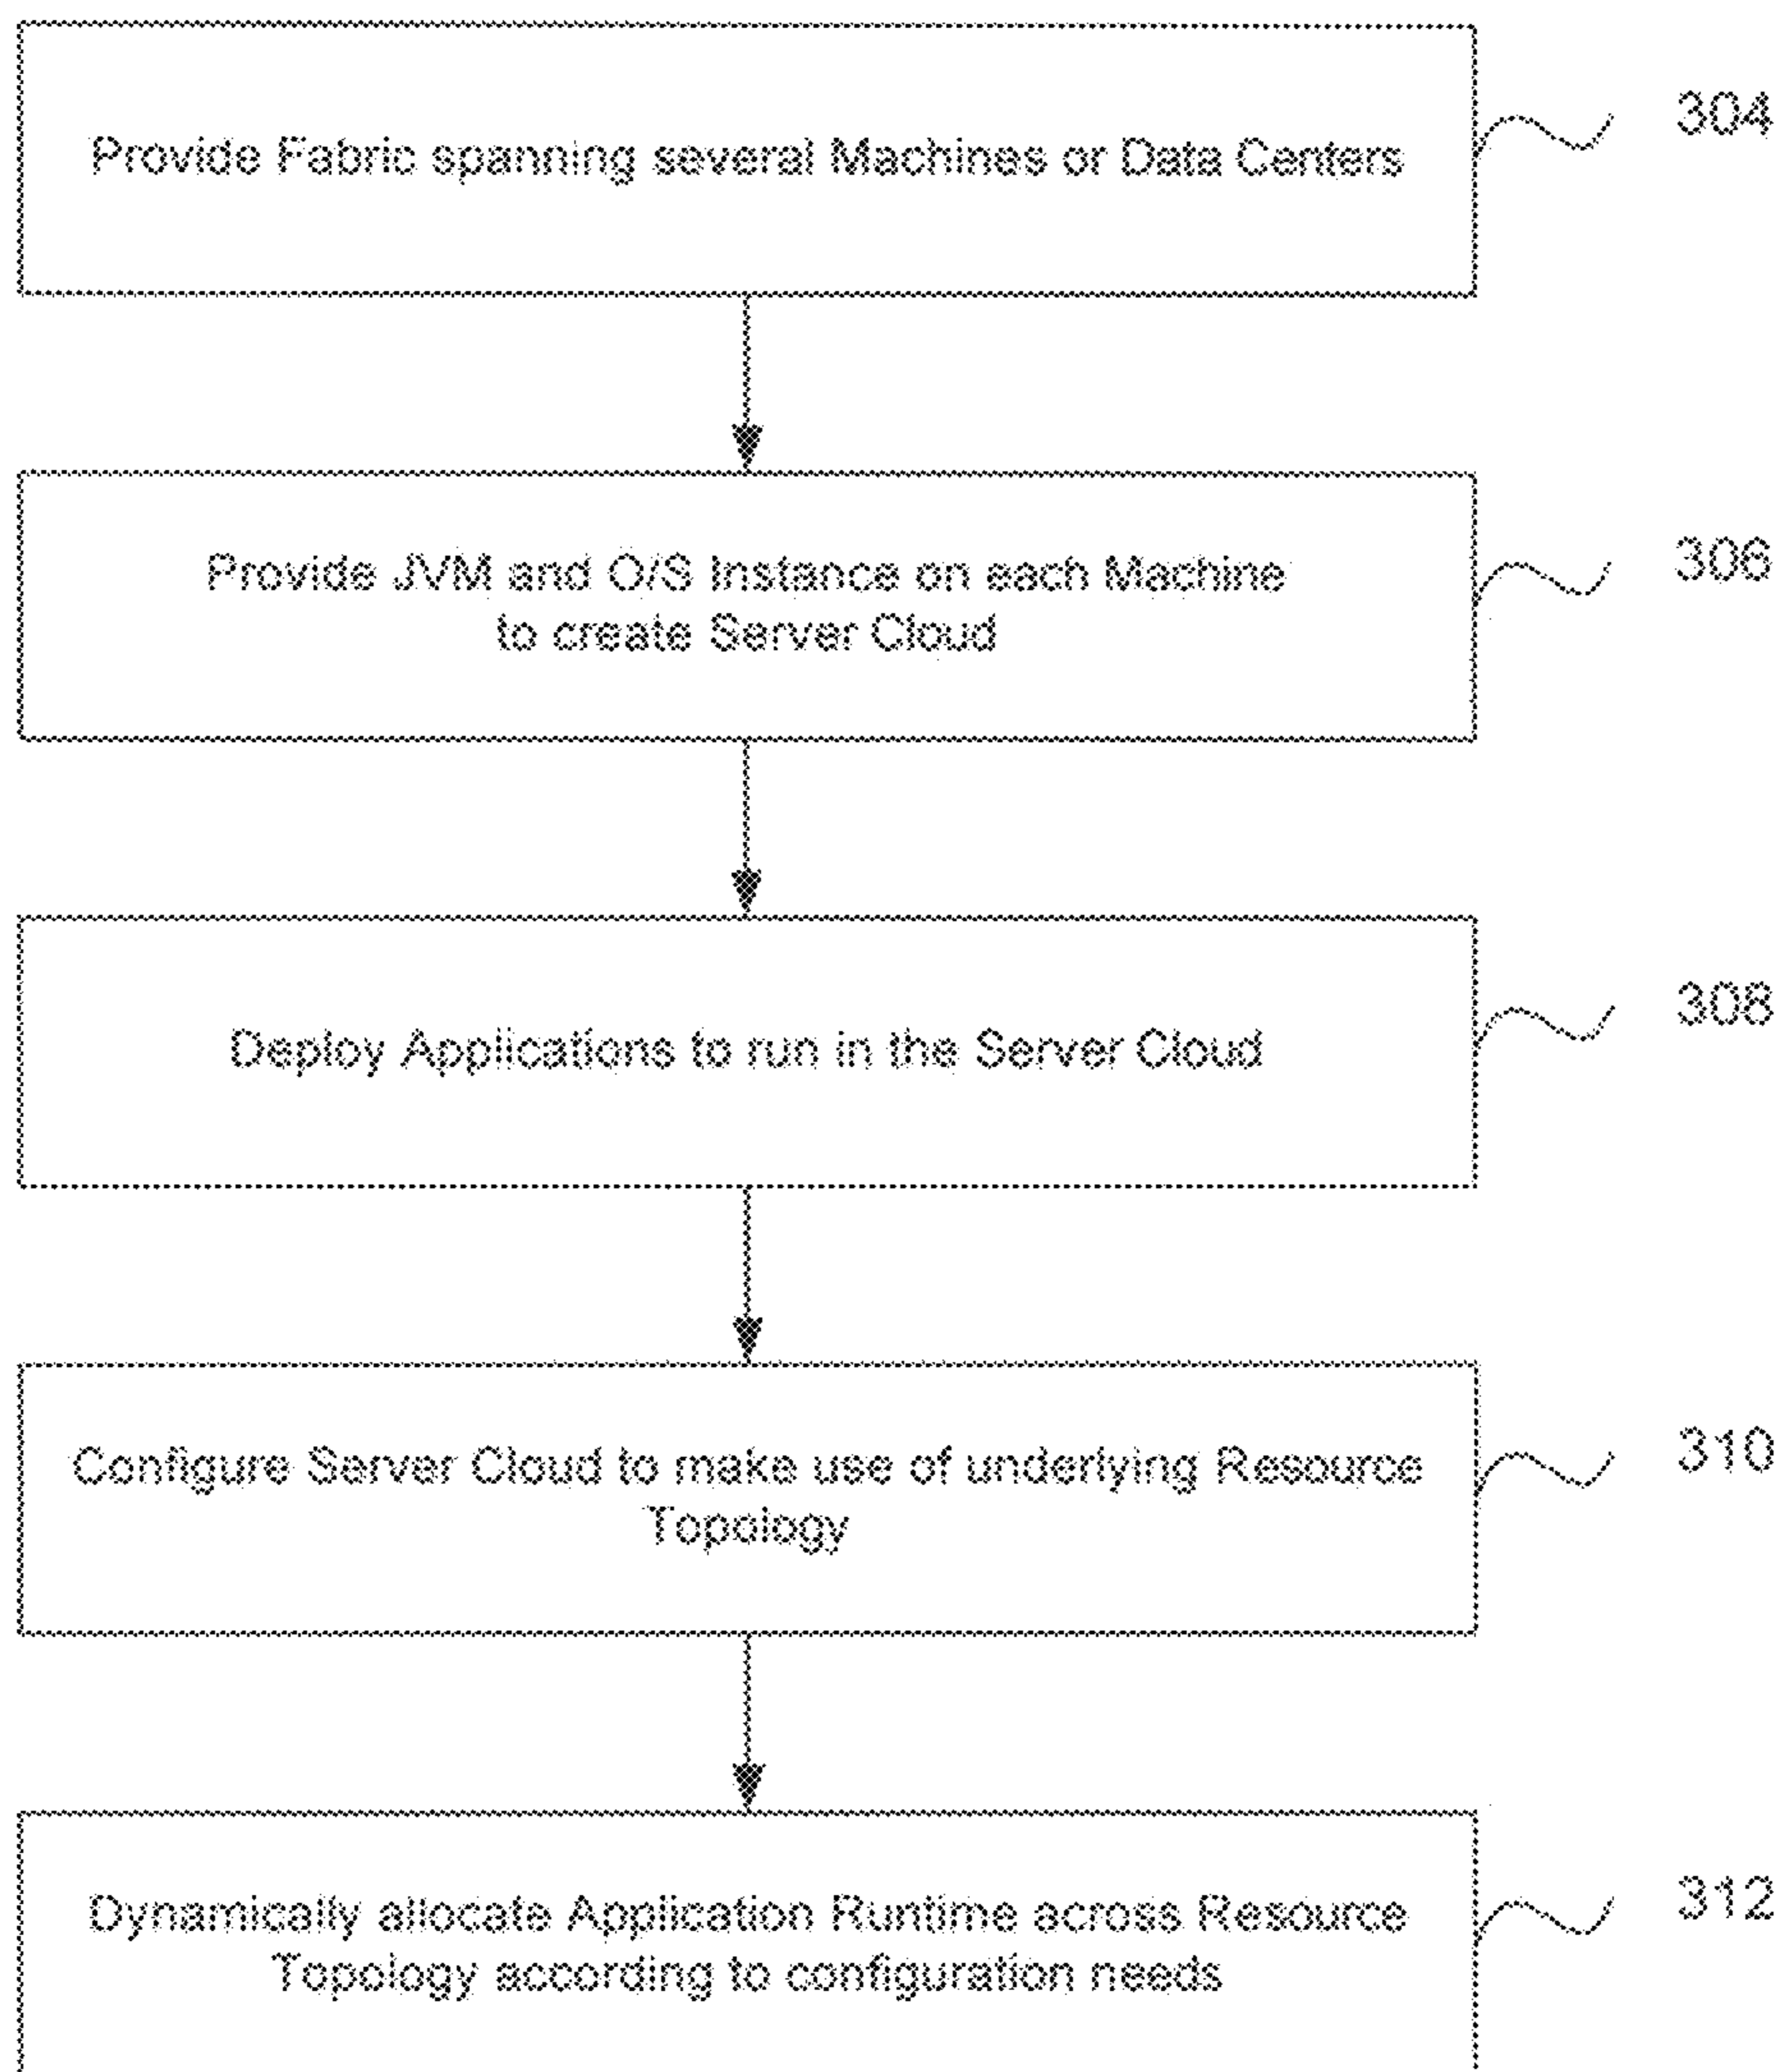 Provide Fabric spanning several Machines or Data Centers
304
Provide JVM and O/S Instance on each Machine
to create Server Cloud
306
Deploy Applications to run in the Server Cloud
308
Configure Server Cloud to make use of underlying Resource
Topology
310
Dynamically allocate Application Runtime across Resource
Topology according to configuration needs
312